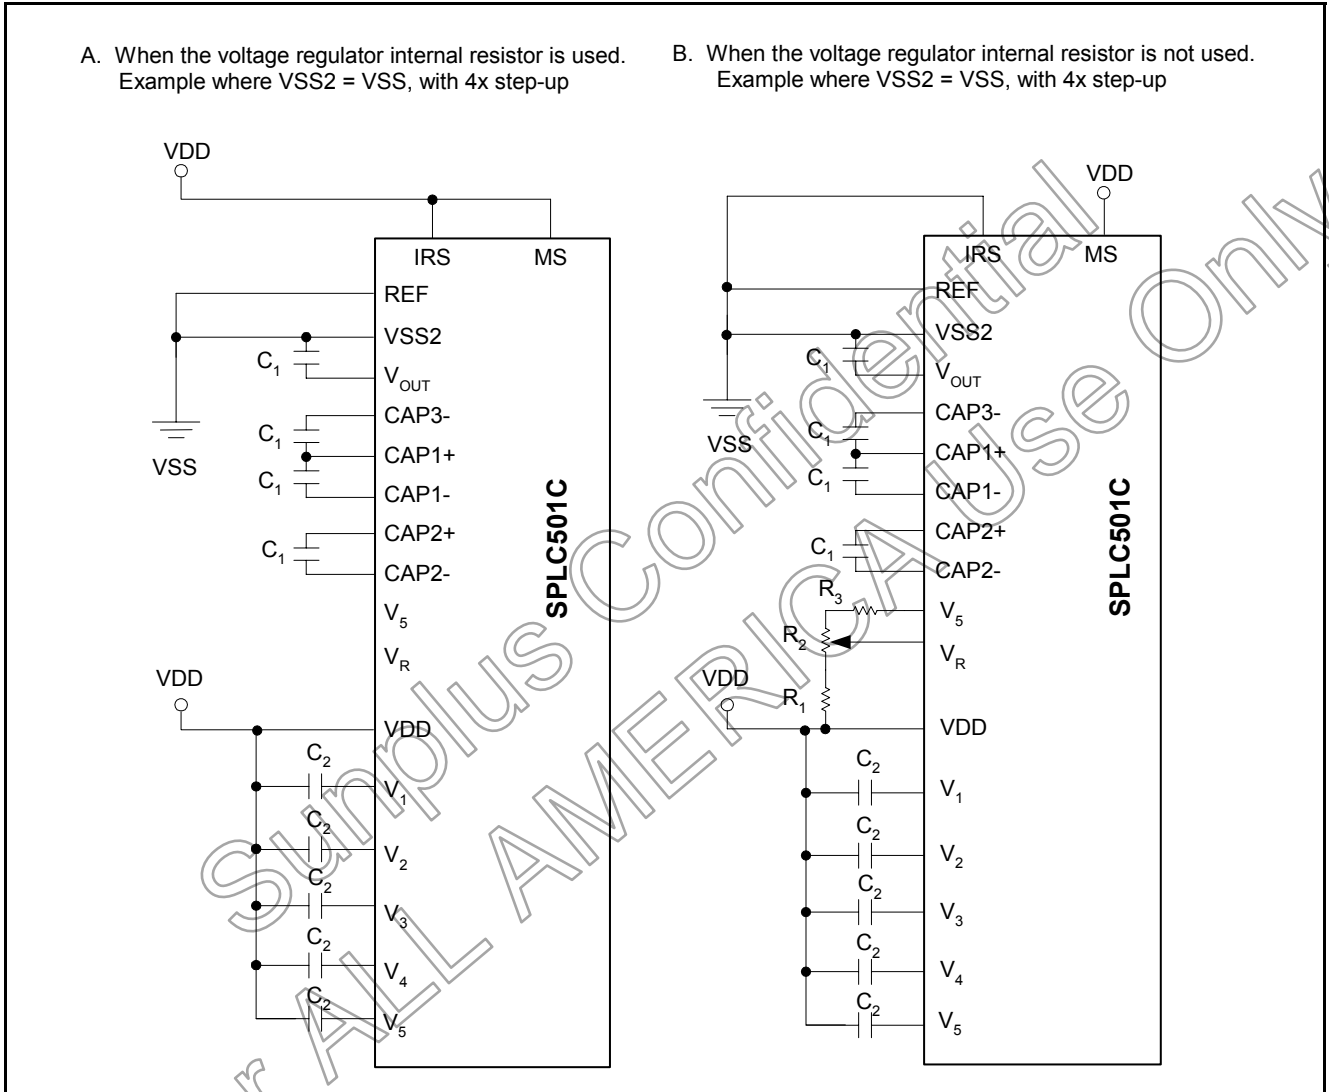 A. When the voltage regulator internal resistor is used.
Example where VSS2 = VSS, with 4x step-up
VDD
IRS
MS
REF
VSS2
C1
VOUT
CAP3-
C1
CAP1+
C1
CAP1-
VSS
CAP2+
C1
CAP2-
SPLC501C
V5
VR
VDD
VDD
C2
V1
C2
V2
C2
V3
C2
V4
C2
V5
B. When the voltage regulator internal resistor is not used.
Example where VSS2 = VSS, with 4x step-up
VDD
IRS
MS
REF
VSS2
C1
VOUT
CAP3-
C1
VSS
CAP1+
C1
CAP1-
CAP2+
C1
CAP2-
SPLC501C
R3
V5
R2
VR
VDD
R1
VDD
C2
V1
C2
V2
C2
V3
C2
V4
C2
V5
Sunplus Confidential
r ALL AMERICA Use Only